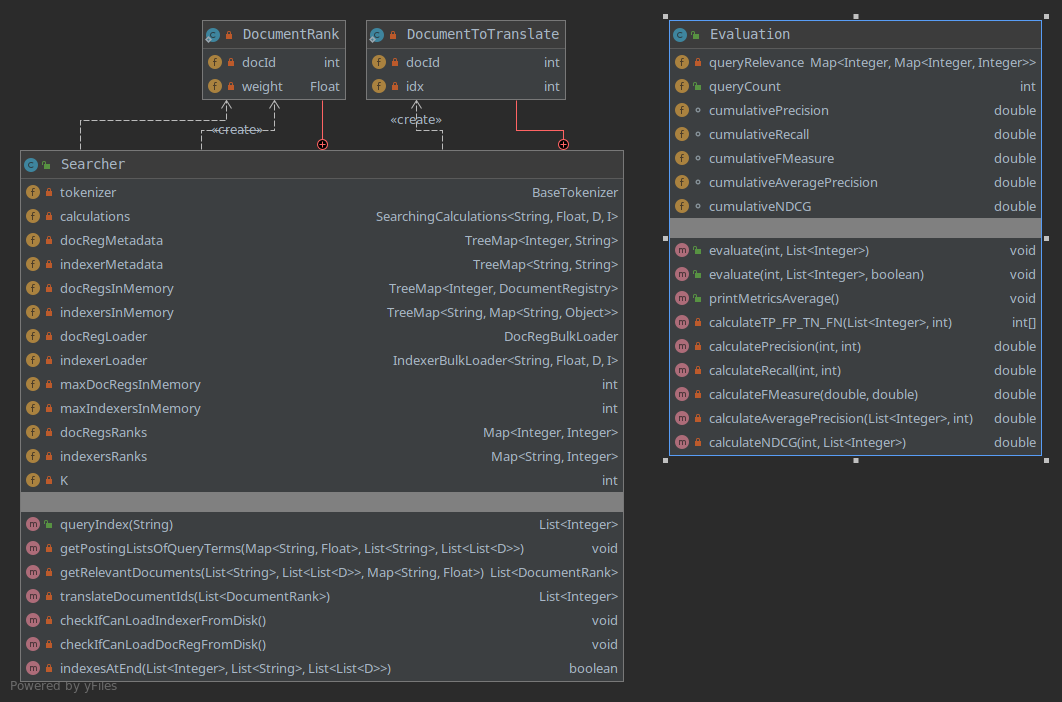 DocumentRank
docId int
weight Float
DocumentToTranslate
docId int
idx int
«create»
«create»
Searcher
tokenizer BaseTokenizer
calculations SearchingCalculations<String, Float, D, I>
docRegMetadata TreeMap<Integer, String>
indexerMetadata TreeMap<String, String>
docRegsInMemory TreeMap<Integer, DocumentRegistry>
indexersInMemory TreeMap<String, Map<String, Object>>
docRegLoader DocRegBulkLoader
indexerLoader IndexerBulkLoader<String, Float, D, I>
maxDocRegsInMemory int
maxIndexersInMemory int
docRegsRanks Map<Integer, Integer>
indexersRanks Map<String, Integer>
K int
queryIndex(String) List<Integer>
getPostingListsOfQueryTerms(Map<String, Float>, List<String>, List<List<D>>) void
getRelevantDocuments(List<String>, List<List<D>>, Map<String, Float>) List<DocumentRank>
translateDocumentIds(List<DocumentRank>) List<Integer>
checkIfCanLoadIndexerFromDisk() void
checkIfCanLoadDocRegFromDisk() void
indexesAtEnd(List<Integer>, List<String>, List<List<D>>) boolean
Powered by yFiles
Evaluation
queryRelevance Map<Integer, Map<Integer, Integer>>
queryCount int
cumulativePrecision double
cumulativeRecall double
cumulativeFMeasure double
cumulativeAveragePrecision double
cumulativeNDCG double
evaluate(int, List<Integer>) void
evaluate(int, List<Integer>, boolean) void
printMetricsAverage() void
calculateTP_FP_TN_FN(List<Integer>, int) int[]
calculatePrecision(int, int) double
calculateRecall(int, int) double
calculateFMeasure(double, double) double
calculateAveragePrecision(List<Integer>, int) double
calculateNDCG(int, List<Integer>) double